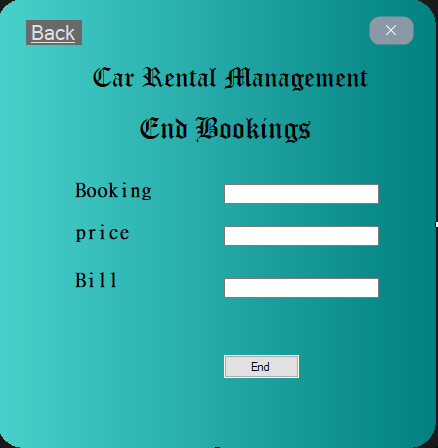 Back
Car Rental Management
End Bookings
Booking
price
Bill
End